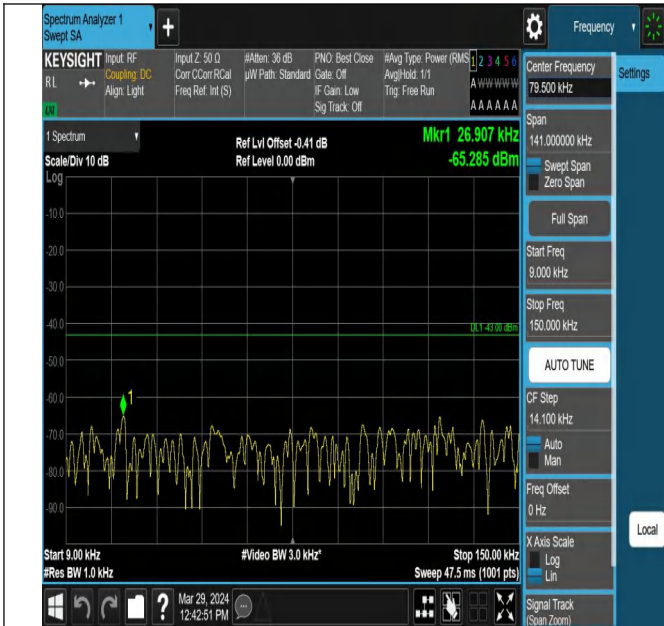 Spectrum Analyzer 1
Swept SA
Frequency
KEYSIGHT
RL
LXI
Input: RF
Coupling: DC
Align: Light
Input Z: 50 Ω
Corr CCorr RCal
Freq Ref: Int (S)
#Atten: 36 dB
µW Path: Standard
PNO: Best Close
Gate: Off
IF Gain: Low
Sig Track: Off
#Avg Type: Power (RMS
Avg|Hold: 1/1
Trig: Free Run
1 2 3 4 5 6
A W W W W W
A A A A A A
1 Spectrum
Scale/Div 10 dB
Log
Ref Lvl Offset -0.41 dB
Ref Level 0.00 dBm
Mkr1 26.907 kHz
-65.285 dBm
-10.0
-20.0
-30.0
-40.0
DL1 -43.00 dBm
-50.0
-60.0
1
-70.0
-80.0
-90.0
Start 9.00 kHz
#Res BW 1.0 kHz
#Video BW 3.0 kHz*
Stop 150.00 kHz
Sweep 47.5 ms (1001 pts)
Mar 29, 2024
12:42:51 PM
Center Frequency
79.500 kHz
Settings
Span
141.000000 kHz
Swept Span
Zero Span
Full Span
Start Freq
9.000 kHz
Stop Freq
150.000 kHz
AUTO TUNE
CF Step
14.100 kHz
Auto
Man
Freq Offset
0 Hz
Local
X Axis Scale
Log
Lin
Signal Track
(Span Zoom)